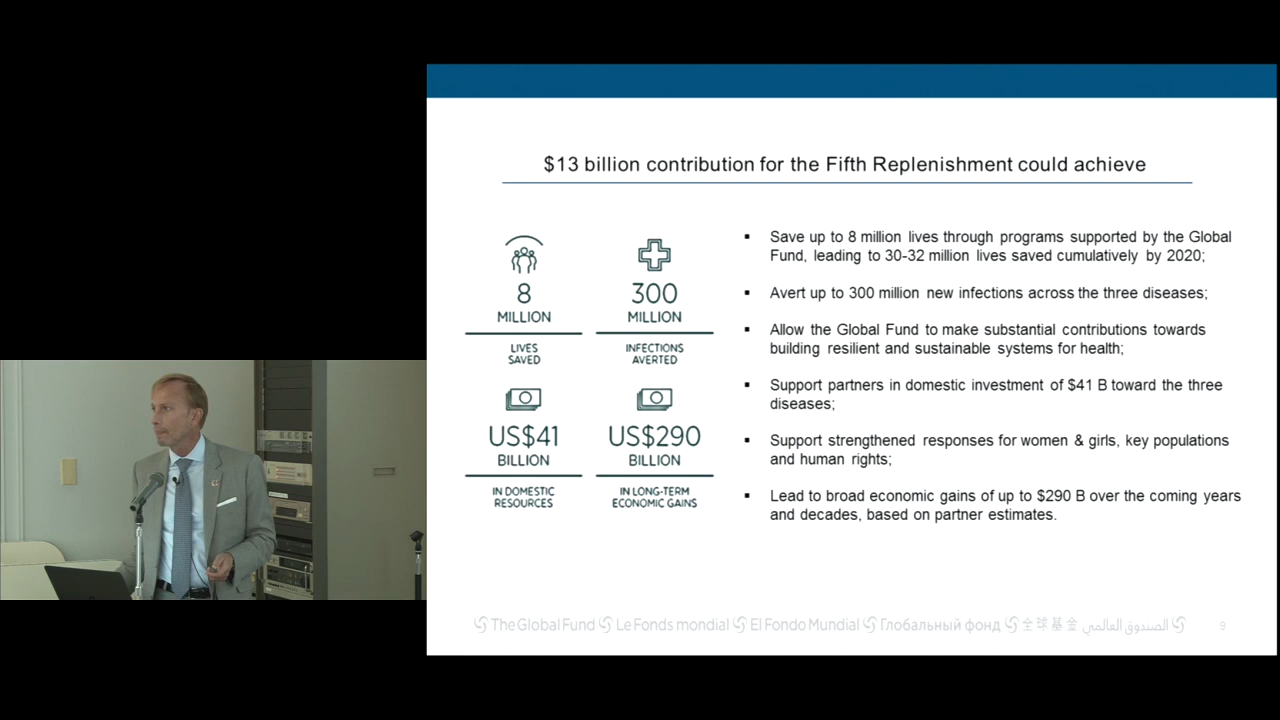 $13 billion contribution for the Fifth Replenishment could achieve
8
MILLION
LIVES
SAVED
300
MILLION
INFECTIONS
AVERTED
US$41
BILLION
IN DOMESTIC
RESOURCES
US$290
BILLION
IN LONG-TERM
ECONOMIC GAINS
▪ Save up to 8 million lives through programs supported by the Global
Fund, leading to 30-32 million lives saved cumulatively by 2020;
▪ Avert up to 300 million new infections across the three diseases;
▪ Allow the Global Fund to make substantial contributions towards
building resilient and sustainable systems for health;
▪ Support partners in domestic investment of $41 B toward the three
diseases;
▪ Support strengthened responses for women & girls, key populations
and human rights;
▪ Lead to broad economic gains of up to $290 B over the coming years
and decades, based on partner estimates.
The Global Fund Le Fonds mondial El Fondo Mundial Глобальный фонд 全球基金 الصندوق العالمي
9